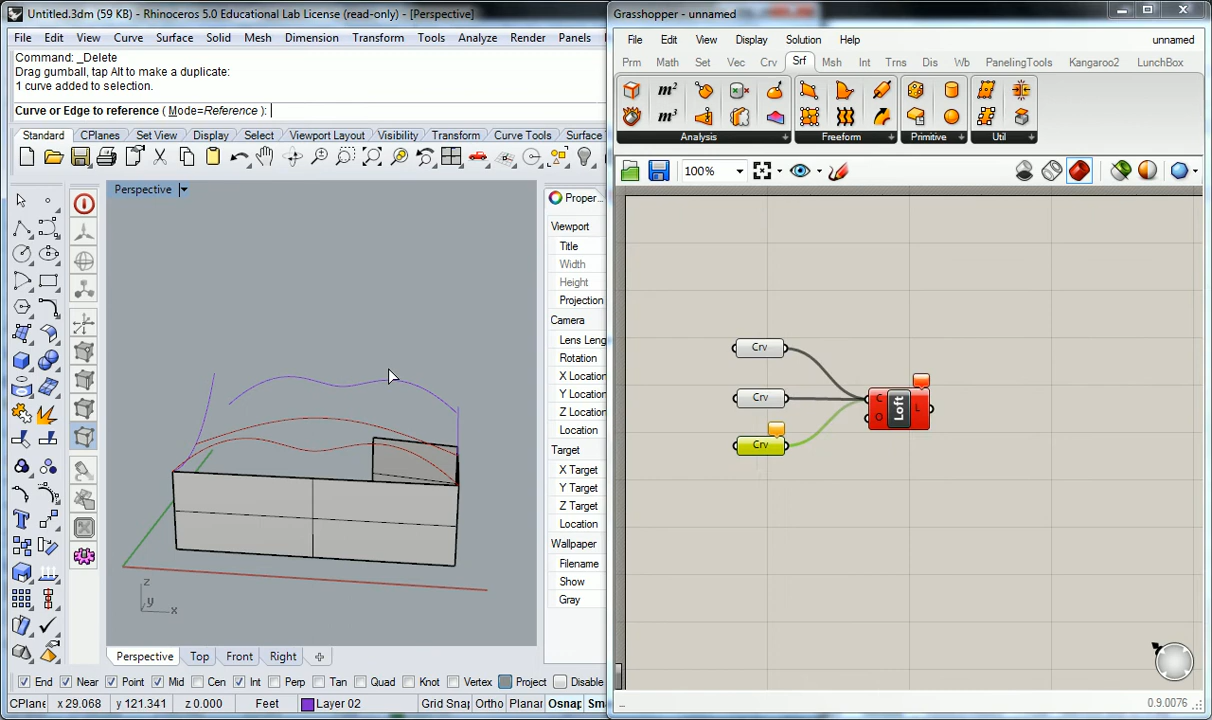 Untitled.3dm (59 KB) - Rhinoceros 5.0 Educational Lab License (read-only) - [Perspective]
File Edit View Curve Surface Solid Mesh Dimension Transform Tools Analyze Render Panels
Command: _Delete
Drag gumball, tap Alt to make a duplicate:
1 curve added to selection.
Curve or Edge to reference ( Mode=Reference ):
Standard CPlanes Set View Display Select Viewport Layout Visibility Transform Curve Tools Surface
Perspective
Proper...
Viewport
Title
Width
Height
Projection
Camera
Lens Leng
Rotation
X Location
Y Location
Z Location
Location
Target
X Target
Y Target
Z Target
Location
Wallpaper
Filename
Show
Gray
z
y
x
Perspective Top Front Right
End Near Point Mid Cen Int Perp Tan Quad Knot Vertex Project Disable
CPlane x 29.068 y 121.341 z 0.000 Feet Layer 02 Grid Snap Ortho Planar Osnap Sma
Grasshopper - unnamed
File Edit View Display Solution Help unnamed
Prm Math Set Vec Crv Srf Msh Int Trns Dis Wb PanelingTools Kangaroo2 LunchBox
m² m³
Analysis Freeform Primitive Util
100%
Crv
Crv
Crv
C
O
Loft
L
...
0.9.0076